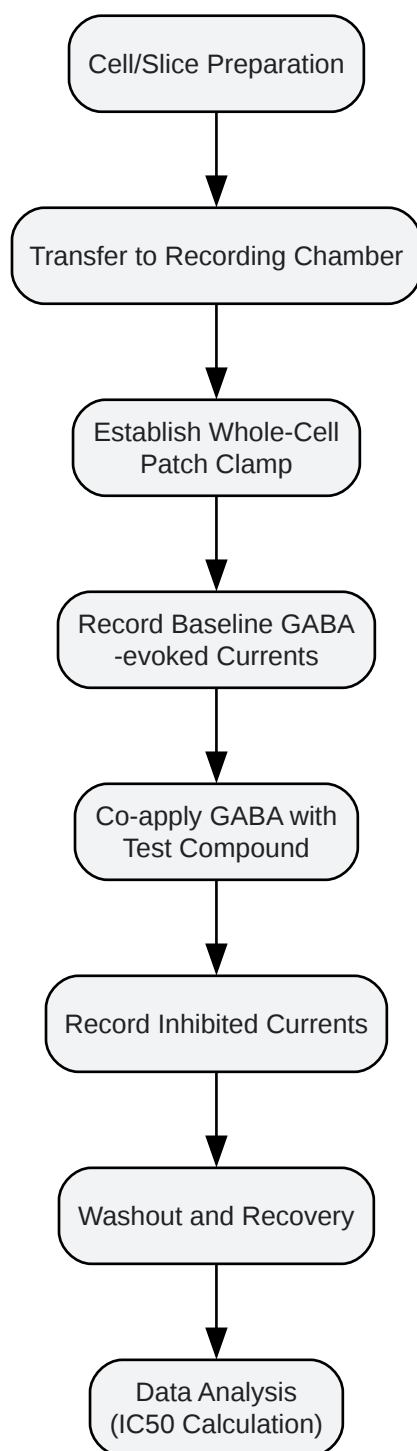 Cell/Slice Preparation
Transfer to Recording Chamber
Establish Whole-Cell
Patch Clamp
Record Baseline GABA
-evoked Currents
Co-apply GABA with
Test Compound
Record Inhibited Currents
Washout and Recovery
Data Analysis
(IC50 Calculation)